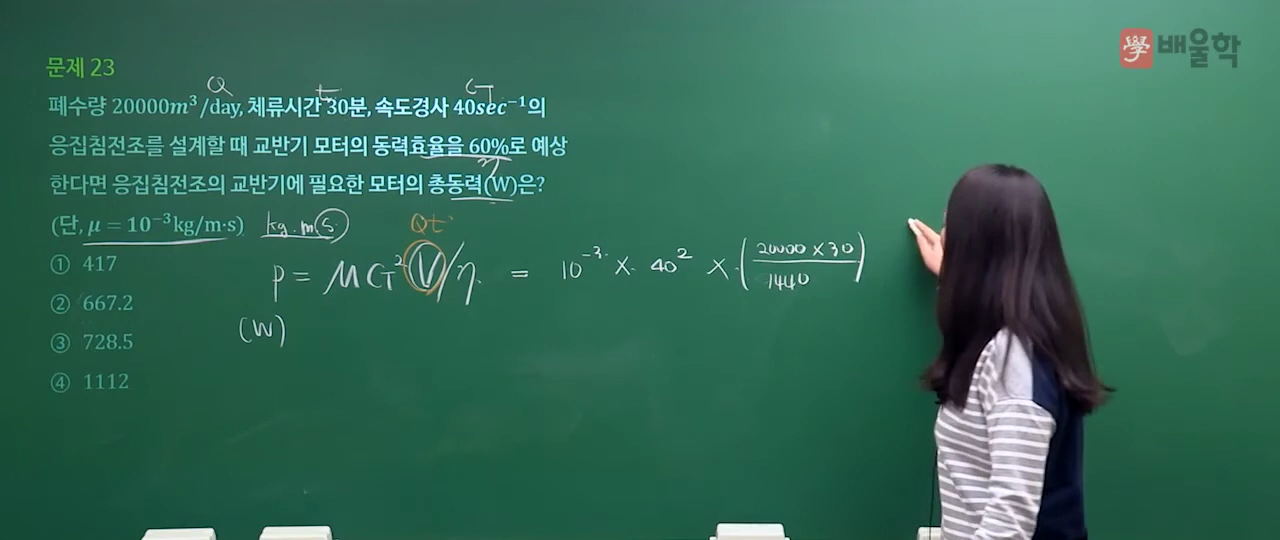 學 배울학
문제 23
Q t G
폐수량 20000m³/day, 체류시간 30분, 속도경사 40sec⁻¹의
응집침전조를 설계할 때 교반기 모터의 동력효율을 60%로 예상
η
한다면 응집침전조의 교반기에 필요한 모터의 총동력(W)은?
(단, μ = 10⁻³kg/m·s) kg.m(s)
Qt
① 417
P = μG²V/η = 10⁻³ × 40² × (20000 × 30 / 1440)
② 667.2
(W)
③ 728.5
④ 1112